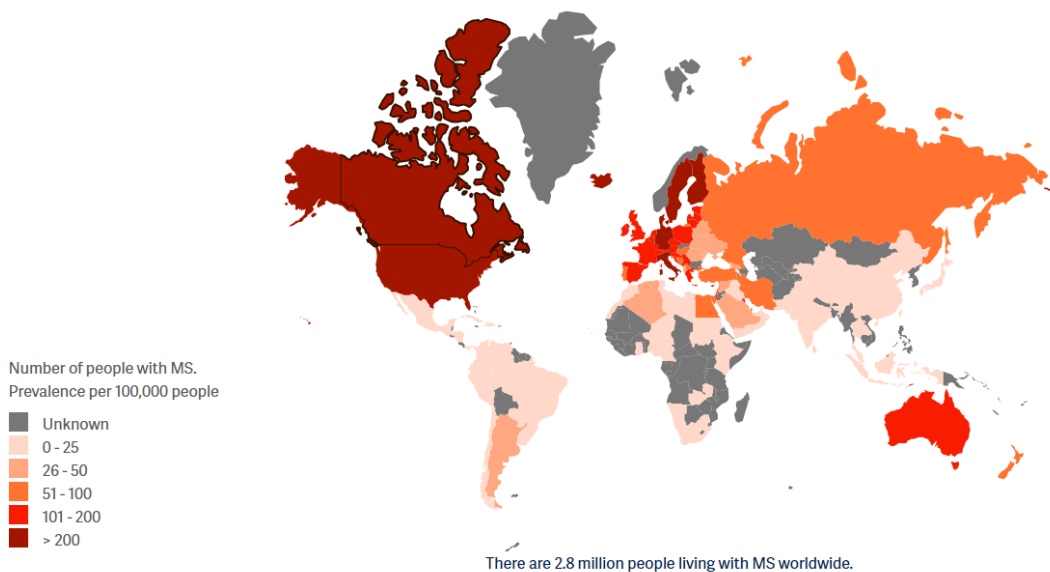 Number of people with MS.
Prevalence per 100,000 people
Unknown
0 - 25
26 - 50
51 - 100
101 - 200
> 200
There are 2.8 million people living with MS worldwide.